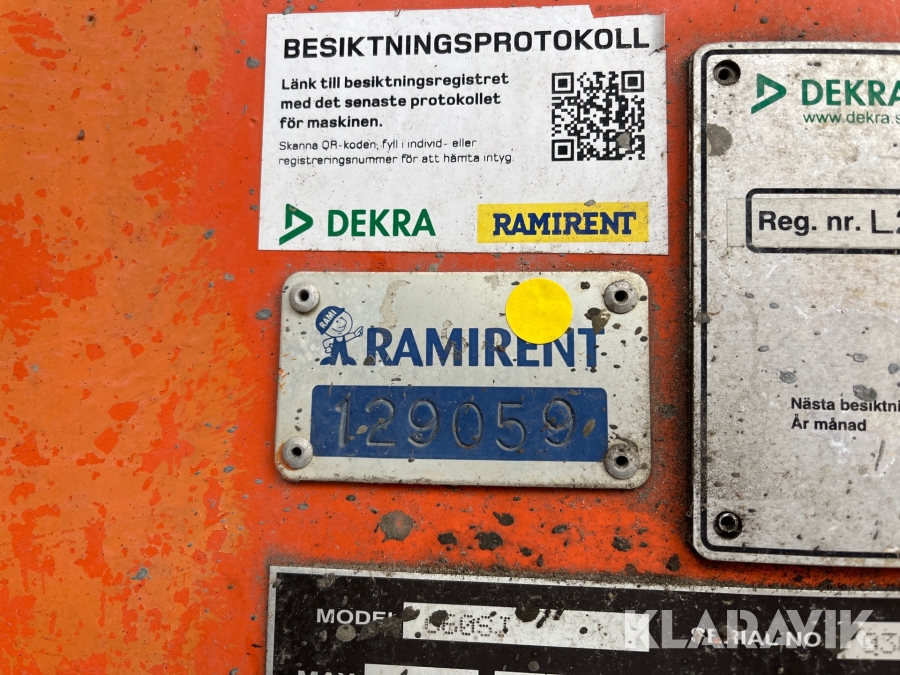 BESIKTNINGSPROTOKOLL
Länk till besiktningsregistret
med det senaste protokollet
för maskinen.
Skanna QR-koden, fyll i individ- eller
registreringsnummer för att hämta intyg.
DEKRA
RAMIRENT
RAMI
RAMIRENT
129059
DEKRA
www.dekra.s
Reg. nr. L2
Nästa besiktni
År månad
MODEL
SERIAL NO
KLARAVIK